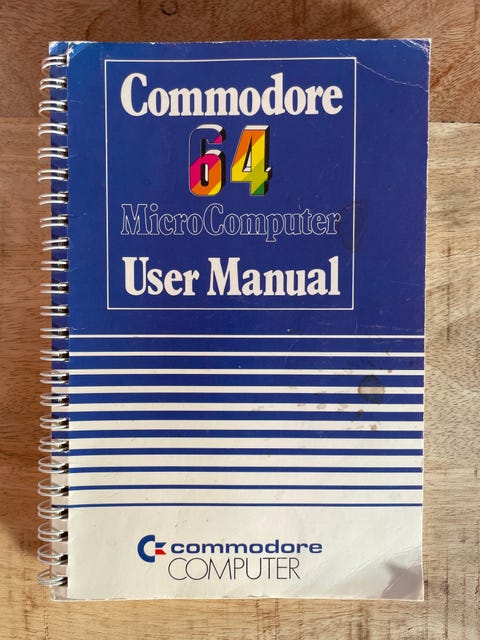 Commodore
64
MicroComputer
User Manual
commodore
COMPUTER